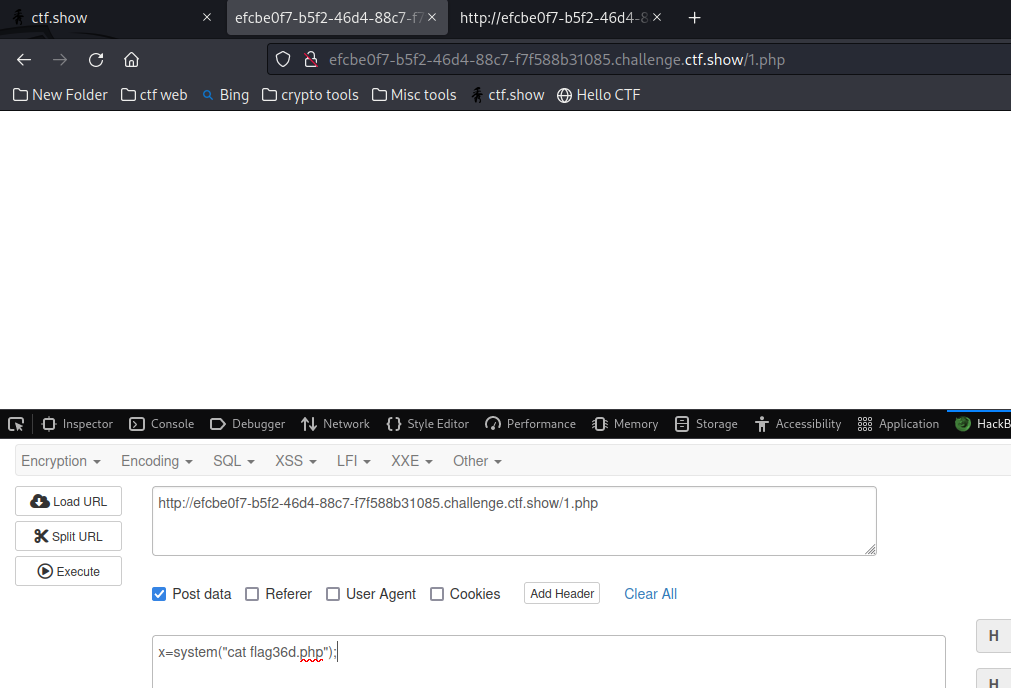 ctf.show
efcbe0f7-b5f2-46d4-88c7-f7
http://efcbe0f7-b5f2-46d4-8
efcbe0f7-b5f2-46d4-88c7-f7f588b31085.challenge.ctf.show/1.php
New Folder ctf web Bing crypto tools Misc tools ctf.show Hello CTF
Inspector Console Debugger Network Style Editor Performance Memory Storage Accessibility Application HackB
Encryption Encoding SQL XSS LFI XXE Other
Load URL
http://efcbe0f7-b5f2-46d4-88c7-f7f588b31085.challenge.ctf.show/1.php
Split URL
Execute
Post data Referer User Agent Cookies Add Header Clear All
H
x=system("cat flag36d.php");
H